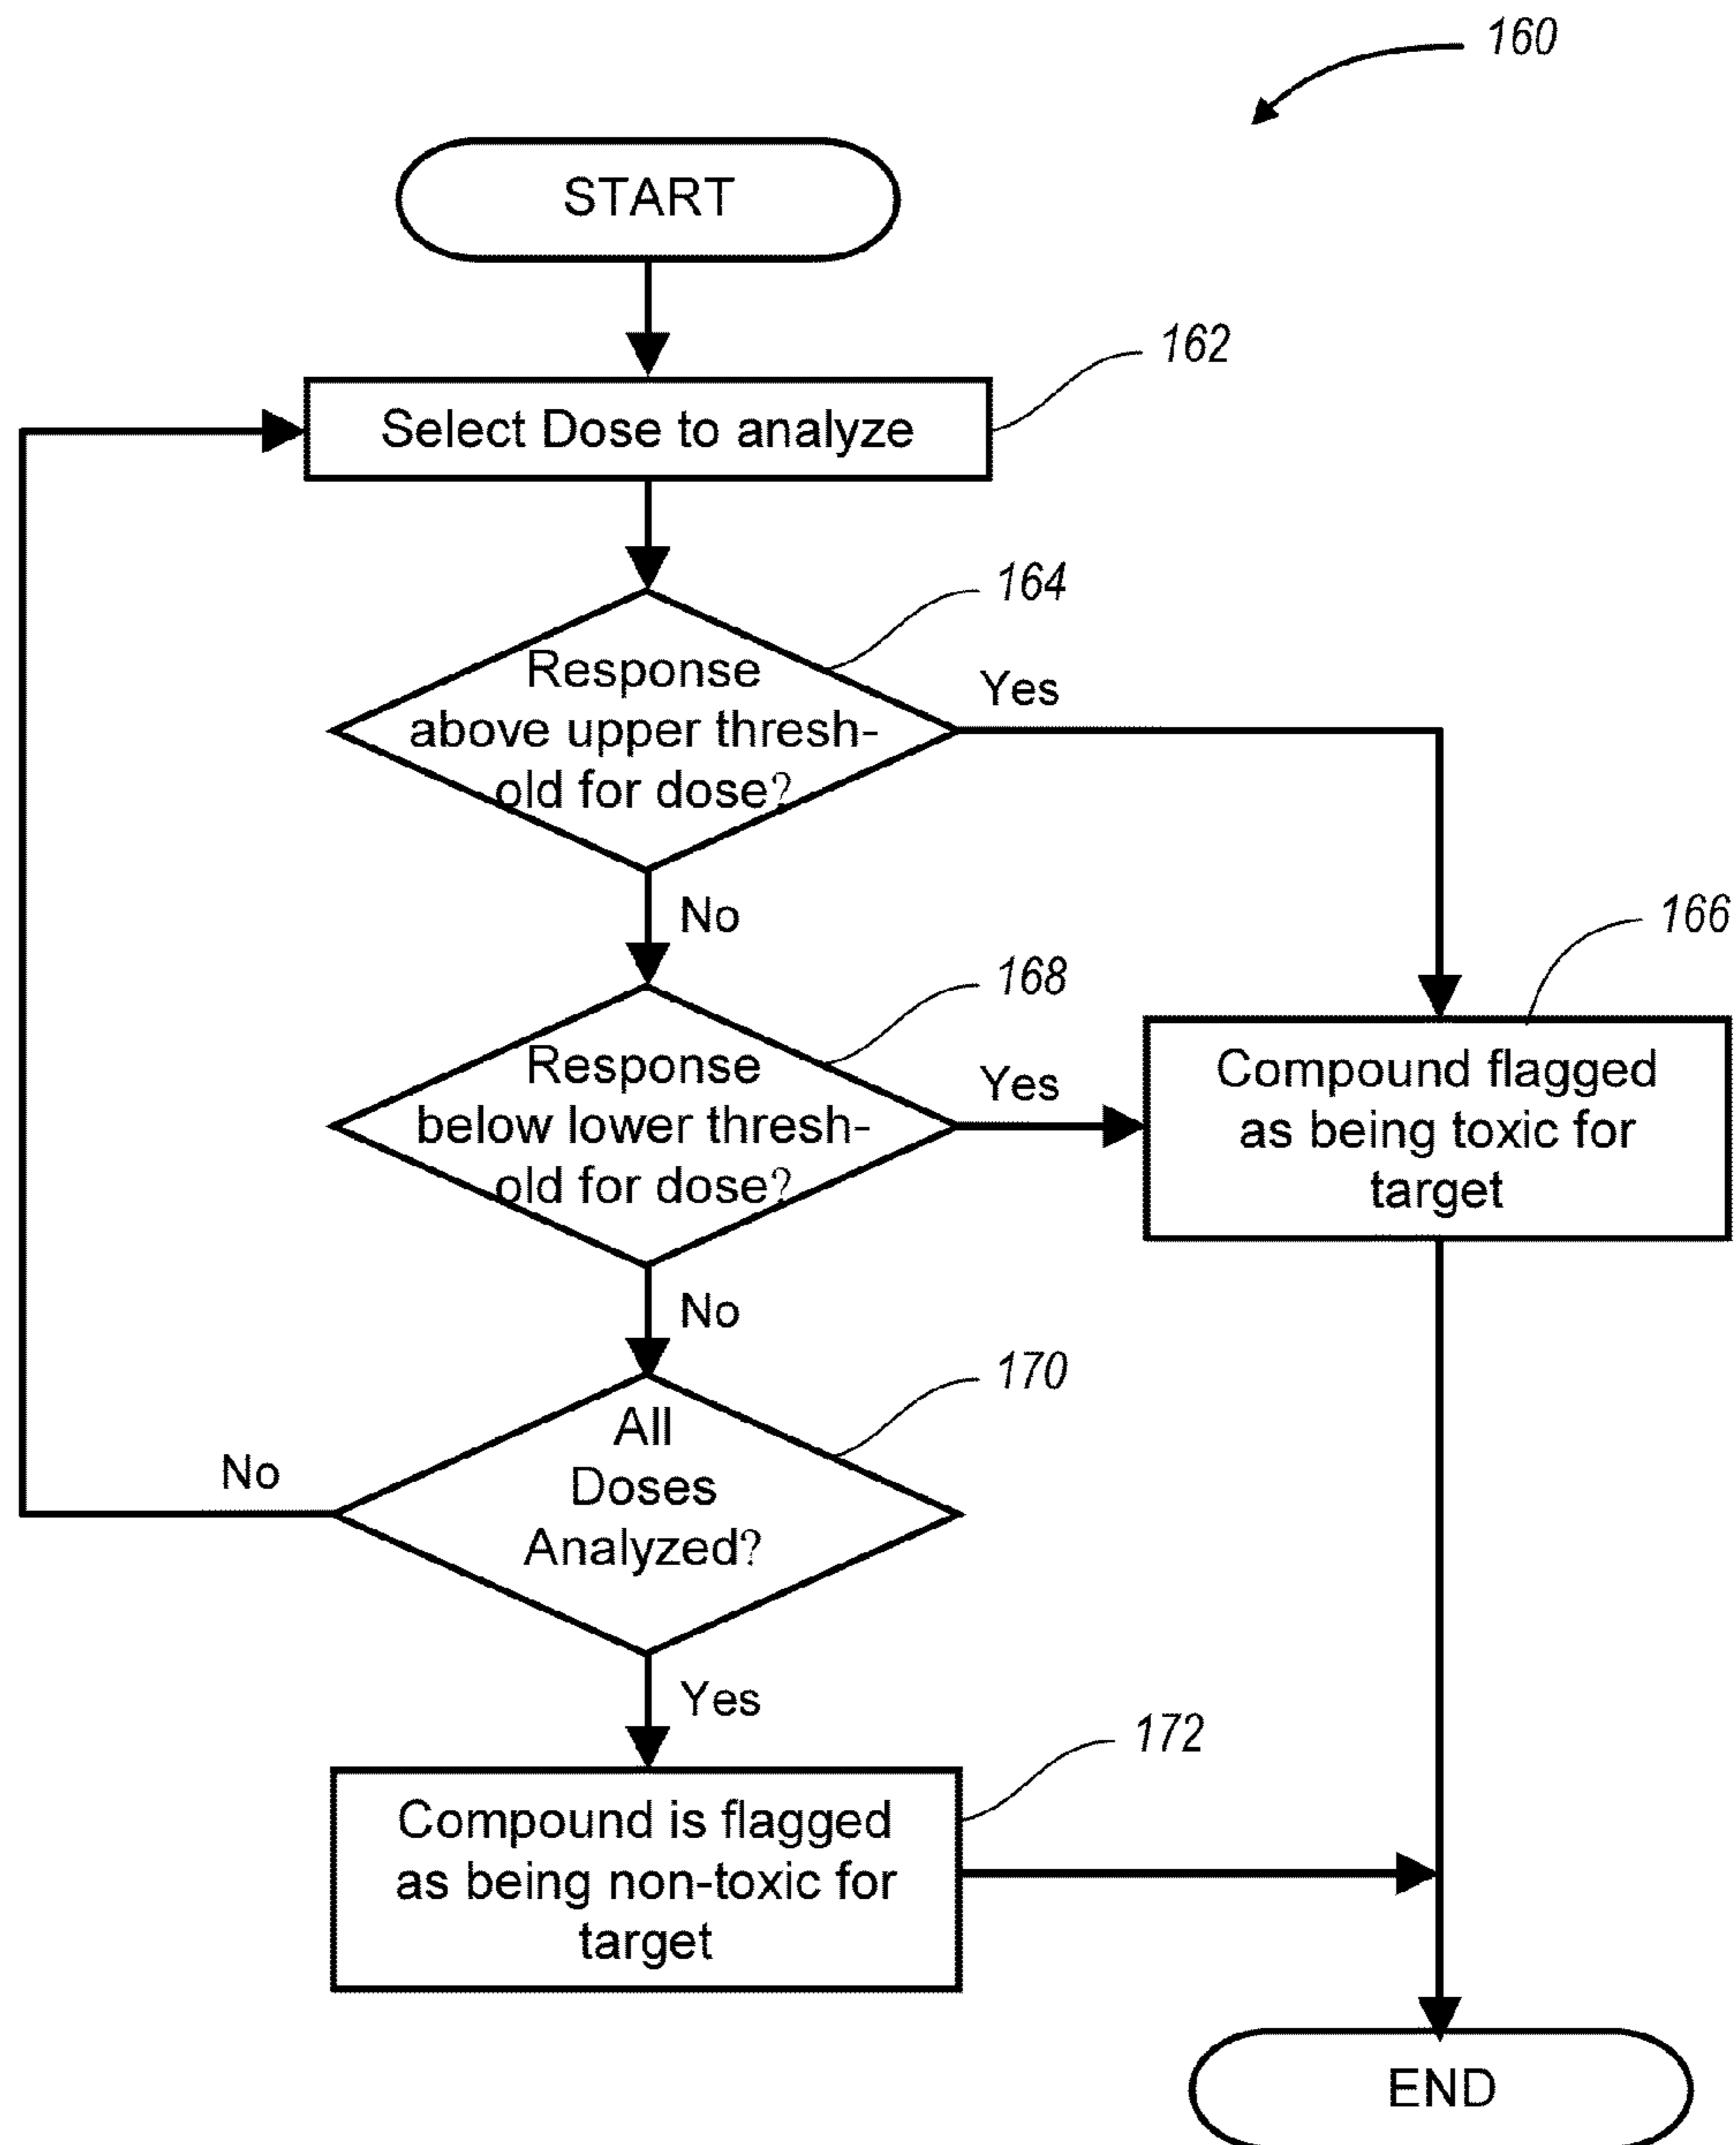 160
START
162
Select Dose to analyze
164
Response
above upper thresh-
old for dose?
Yes
No
166
Compound flagged
as being toxic for
target
168
Response
below lower thresh-
old for dose?
Yes
No
170
All
Doses
Analyzed?
No
Yes
172
Compound is flagged
as being non-toxic for
target
END